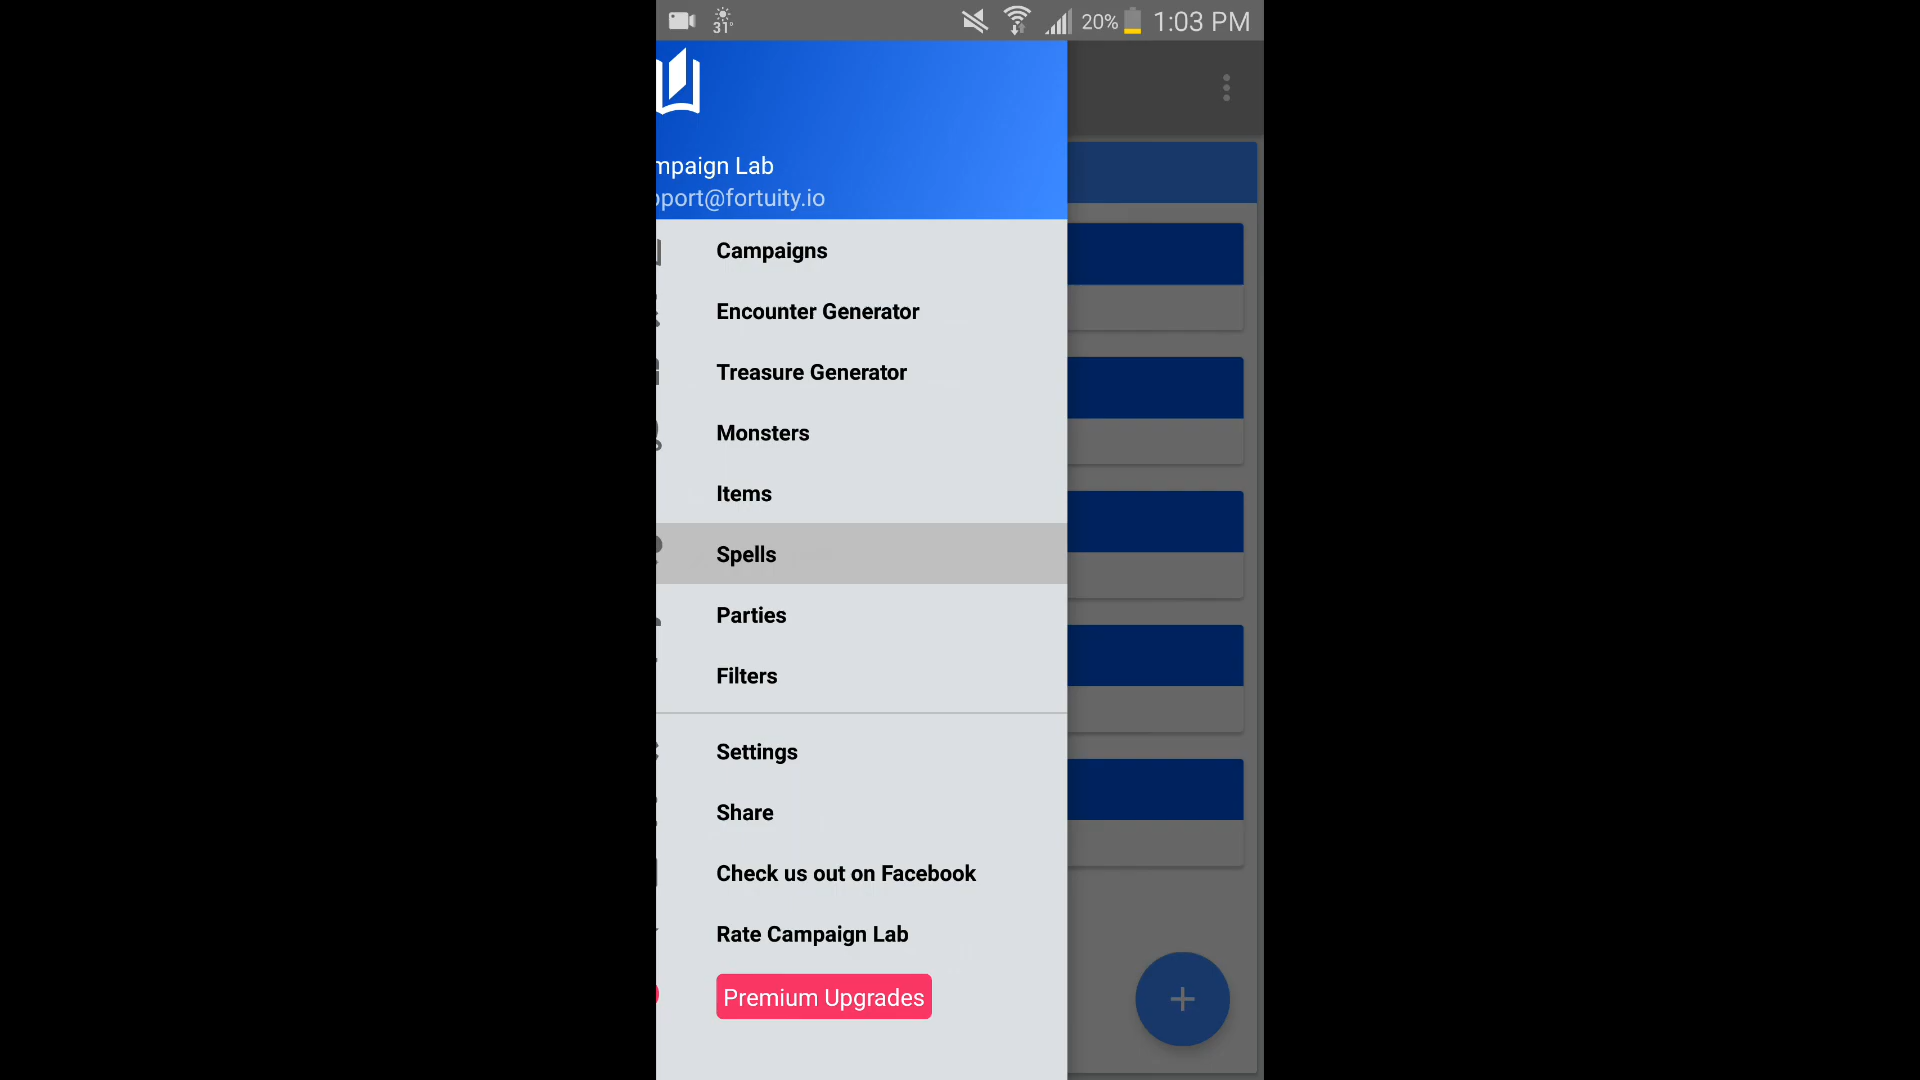 31°
20%
1:03 PM
mpaign Lab
pport@fortuity.io
Campaigns
Encounter Generator
Treasure Generator
Monsters
Items
Spells
Parties
Filters
Settings
Share
Check us out on Facebook
Rate Campaign Lab
Premium Upgrades